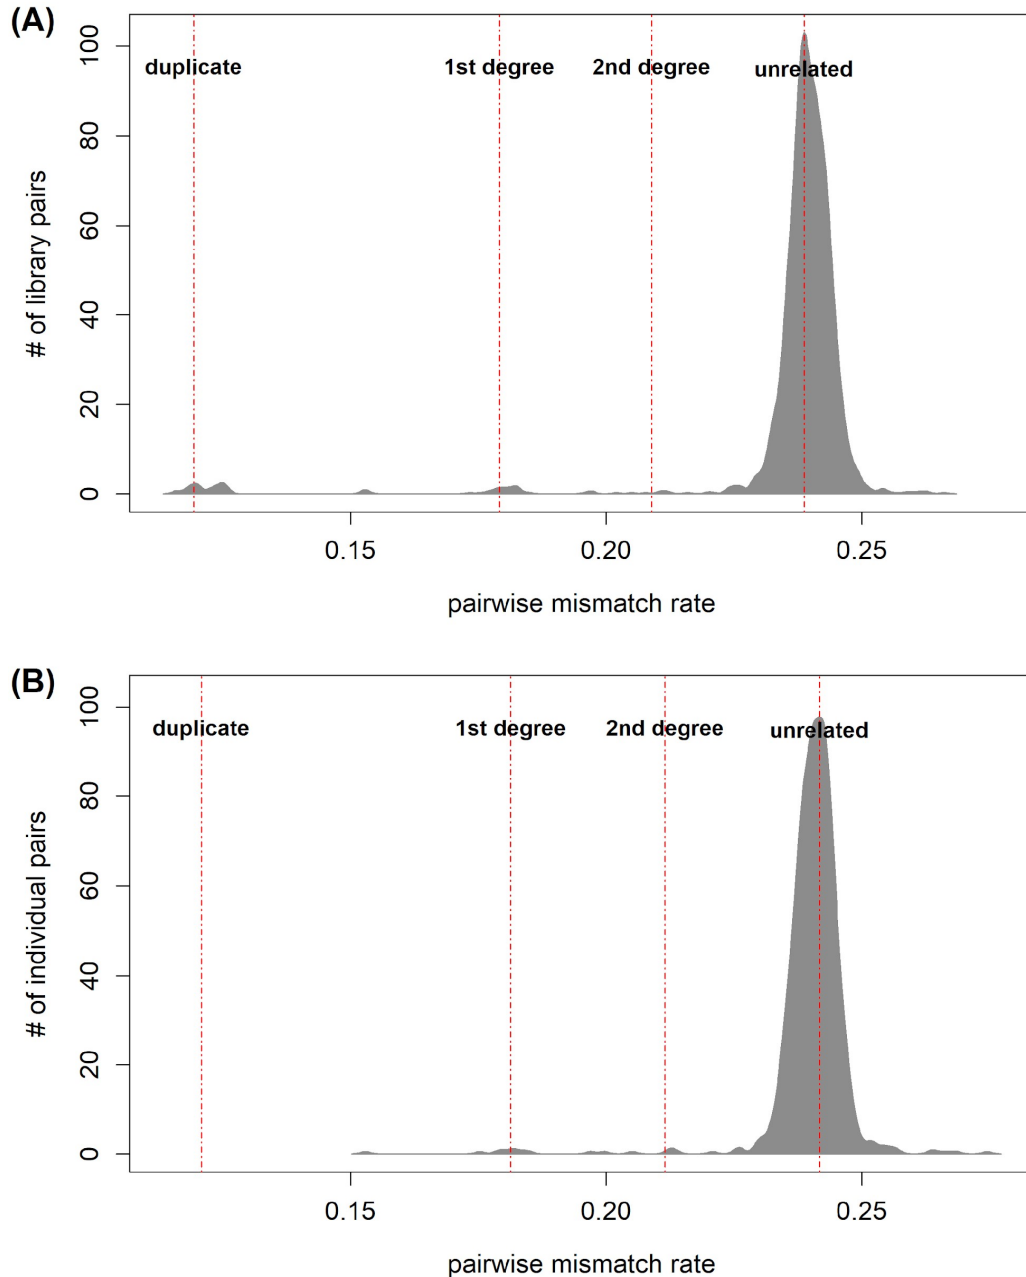 (A)
duplicate 1st degree 2nd degree unrelated
100
80
60
40
20
0
# of library pairs
0.15 0.20 0.25
pairwise mismatch rate
(B)
duplicate 1st degree 2nd degree unrelated
100
80
60
40
20
0
# of individual pairs
0.15 0.20 0.25
pairwise mismatch rate